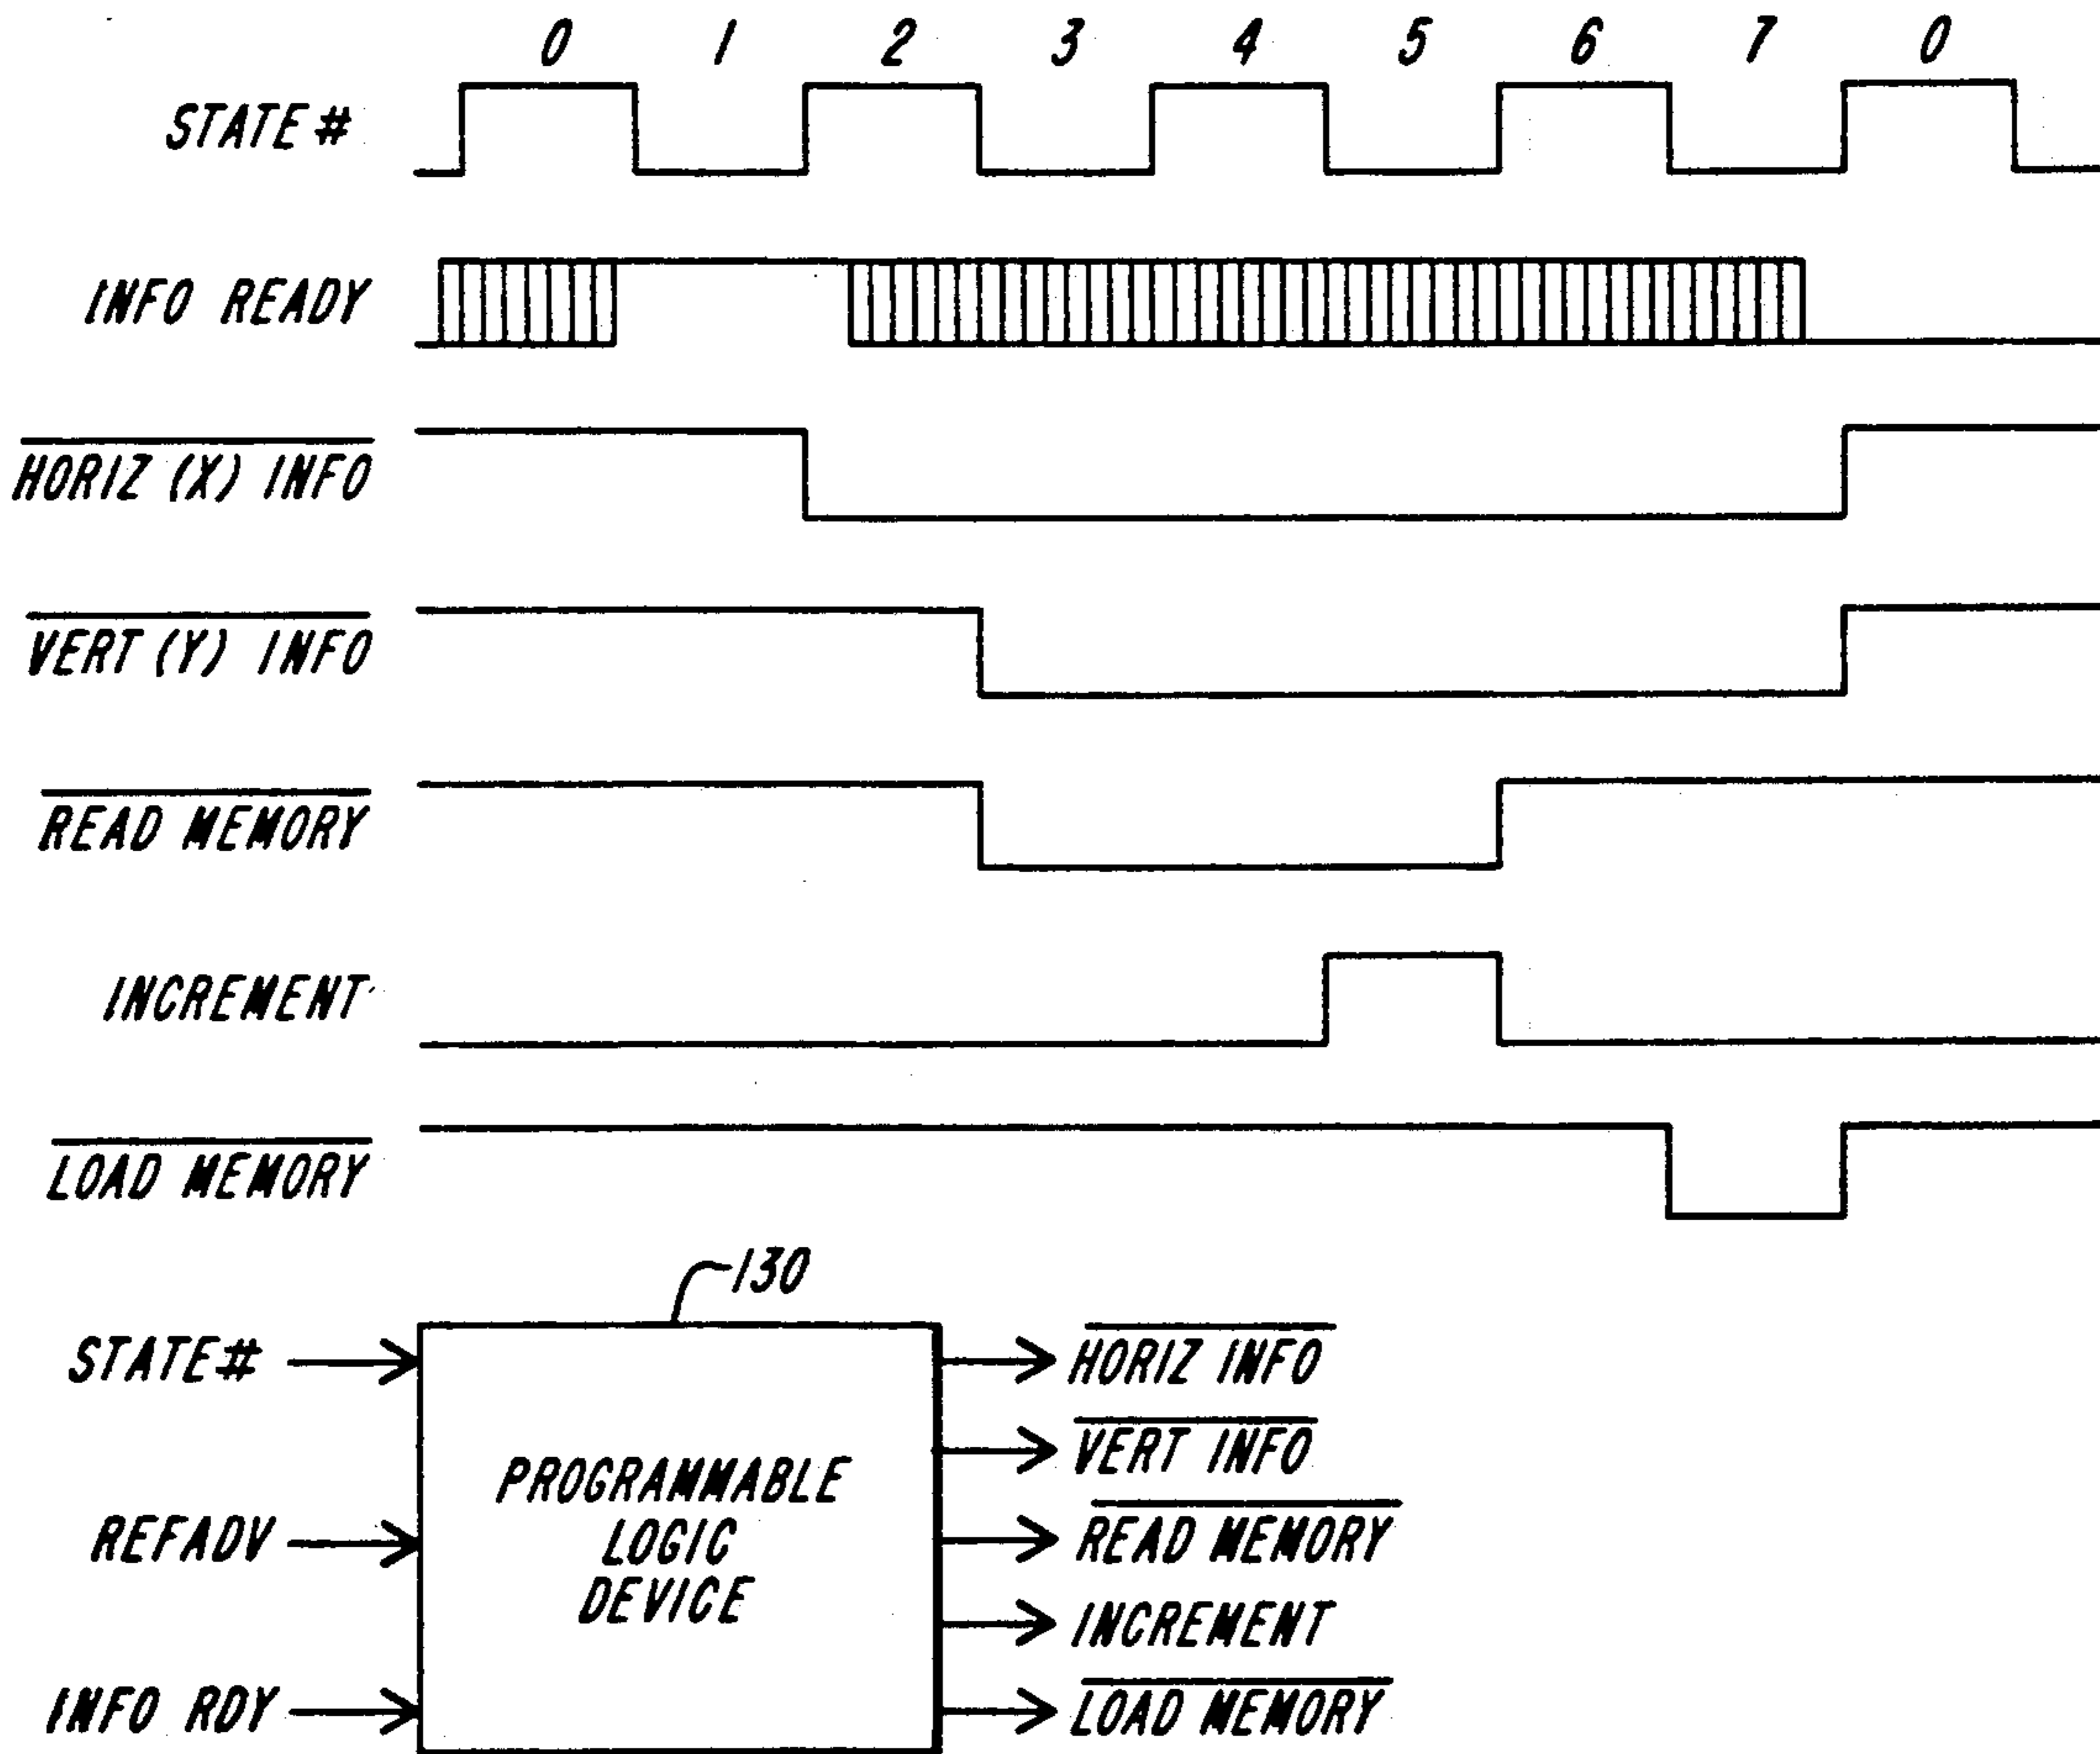 0 1 2 3 4 5 6 7 0
STATE #
INFO READY
HORIZ (X) INFO
VERT (Y) INFO
READ MEMORY
INCREMENT
LOAD MEMORY
130
STATE#
REFADV
INFO RDY
PROGRAMMABLE
LOGIC
DEVICE
HORIZ INFO
VERT INFO
READ MEMORY
INCREMENT
LOAD MEMORY